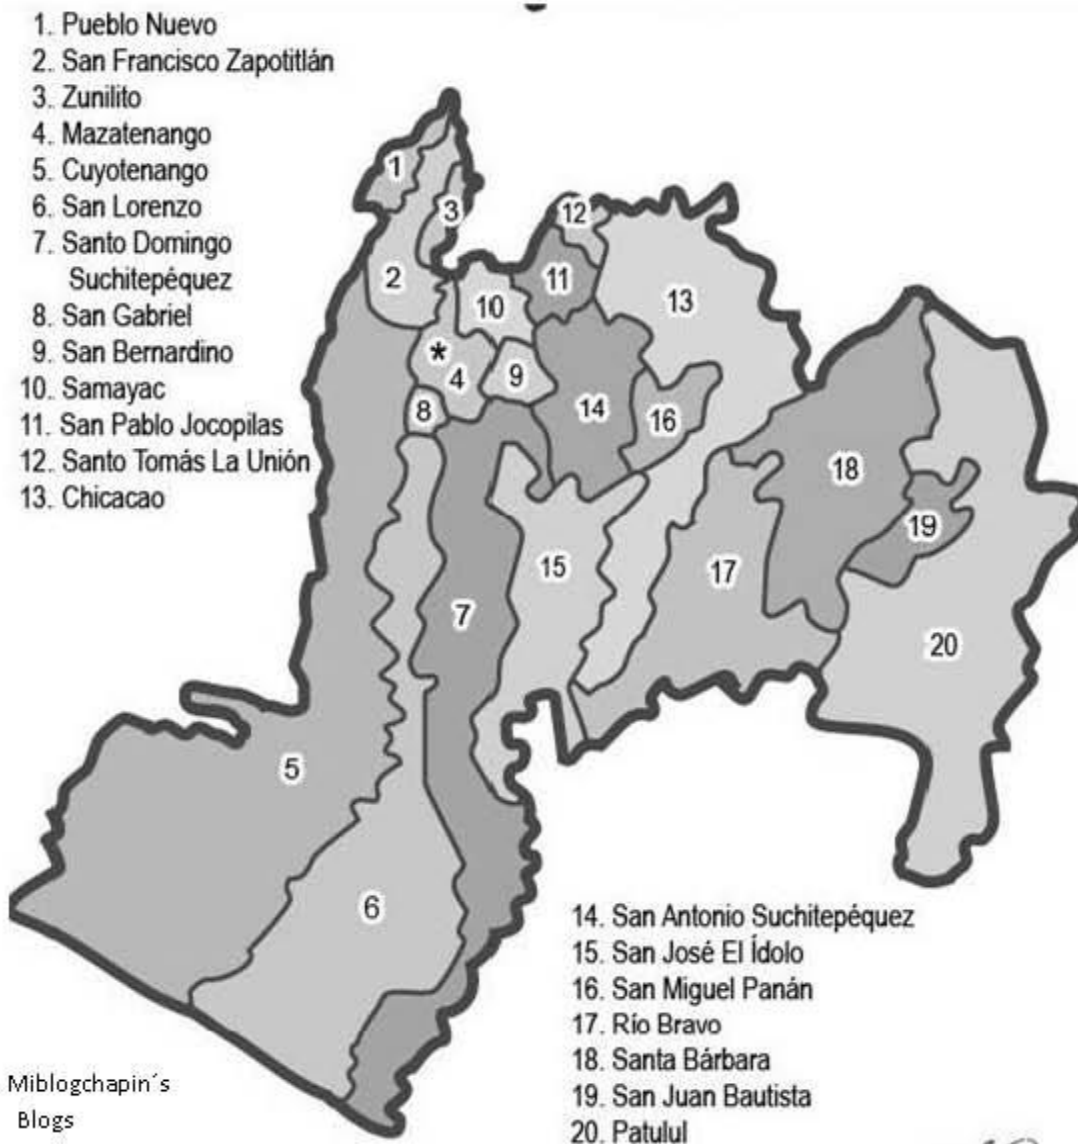 1. Pueblo Nuevo
2. San Francisco Zapotitlán
3. Zunilito
4. Mazatenango
5. Cuyotenango
6. San Lorenzo
7. Santo Domingo
Suchitepéquez
8. San Gabriel
9. San Bernardino
10. Samayac
11. San Pablo Jocopilas
12. Santo Tomás La Unión
13. Chicacao
1
2
3
12
11
10
13
*
4
9
8
14
16
18
19
15
17
7
20
5
6
14. San Antonio Suchitepéquez
15. San José El Ídolo
16. San Miguel Panán
17. Río Bravo
18. Santa Bárbara
19. San Juan Bautista
20. Patulul
Miblogchapin´s
Blogs